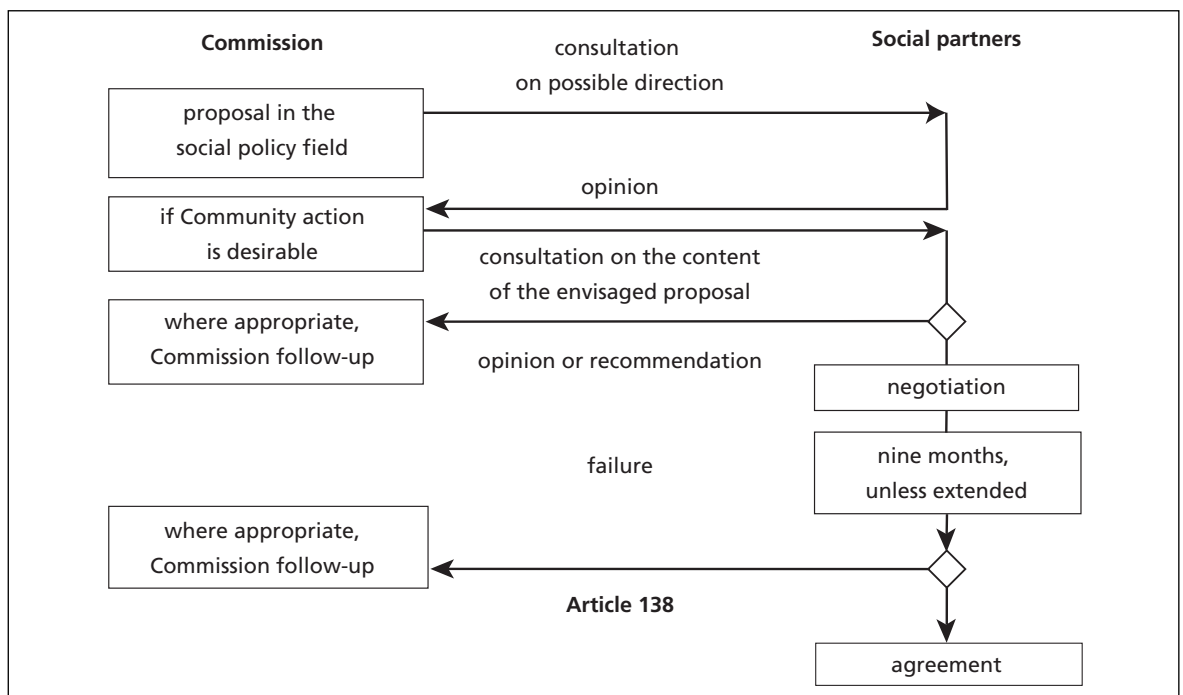 Commission
Social partners
consultation
on possible direction
proposal in the
social policy field
opinion
if Community action
is desirable
consultation on the content
of the envisaged proposal
where appropriate,
Commission follow-up
opinion or recommendation
negotiation
failure
nine months,
unless extended
where appropriate,
Commission follow-up
Article 138
agreement